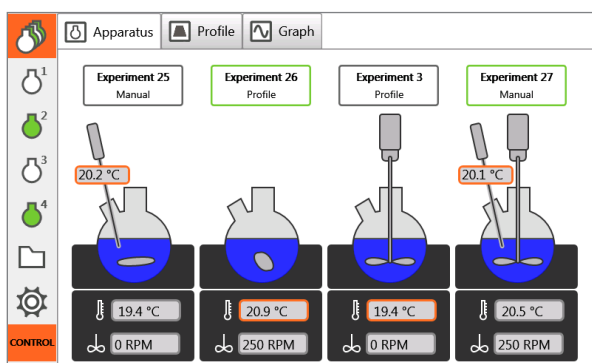 Apparatus
Profile
Graph
1
2
3
4
CONTROL
Experiment 25
Manual
20.2 °C
19.4 °C
0 RPM
Experiment 26
Profile
20.9 °C
250 RPM
Experiment 3
Profile
19.4 °C
0 RPM
Experiment 27
Manual
20.1 °C
20.5 °C
250 RPM